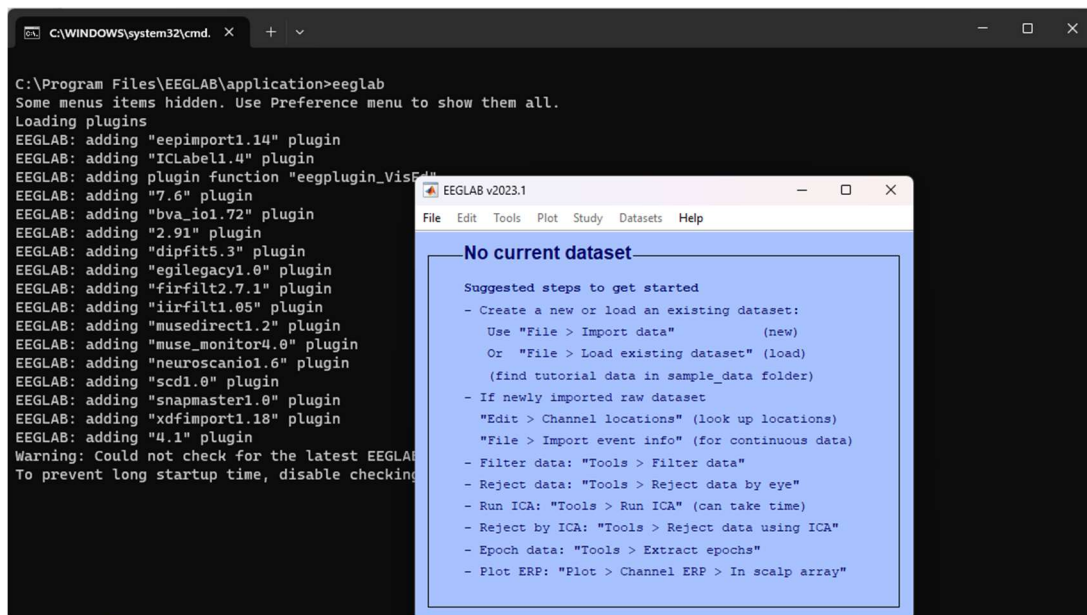 C:\WINDOWS\system32\cmd.
C:\Program Files\EEGLAB\application>eeglab
Some menus items hidden. Use Preference menu to show them all.
Loading plugins
EEGLAB: adding "eepimport1.14" plugin
EEGLAB: adding "ICLabel1.4" plugin
EEGLAB: adding plugin function "eegplugin_VisEd"
EEGLAB: adding "7.6" plugin
EEGLAB: adding "bva_io1.72" plugin
EEGLAB: adding "2.91" plugin
EEGLAB: adding "dipfit5.3" plugin
EEGLAB: adding "egilegacy1.0" plugin
EEGLAB: adding "firfilt2.7.1" plugin
EEGLAB: adding "iirfilt1.05" plugin
EEGLAB: adding "musedirect1.2" plugin
EEGLAB: adding "muse_monitor4.0" plugin
EEGLAB: adding "neuroscanio1.6" plugin
EEGLAB: adding "scd1.0" plugin
EEGLAB: adding "snapmaster1.0" plugin
EEGLAB: adding "xdfimport1.18" plugin
EEGLAB: adding "4.1" plugin
Warning: Could not check for the latest EEGLA
To prevent long startup time, disable checking
EEGLAB v2023.1
File Edit Tools Plot Study Datasets Help
No current dataset
Suggested steps to get started
- Create a new or load an existing dataset:
Use "File > Import data" (new)
Or "File > Load existing dataset" (load)
(find tutorial data in sample_data folder)
- If newly imported raw dataset
"Edit > Channel locations" (look up locations)
"File > Import event info" (for continuous data)
- Filter data: "Tools > Filter data"
- Reject data: "Tools > Reject data by eye"
- Run ICA: "Tools > Run ICA" (can take time)
- Reject by ICA: "Tools > Reject data using ICA"
- Epoch data: "Tools > Extract epochs"
- Plot ERP: "Plot > Channel ERP > In scalp array"